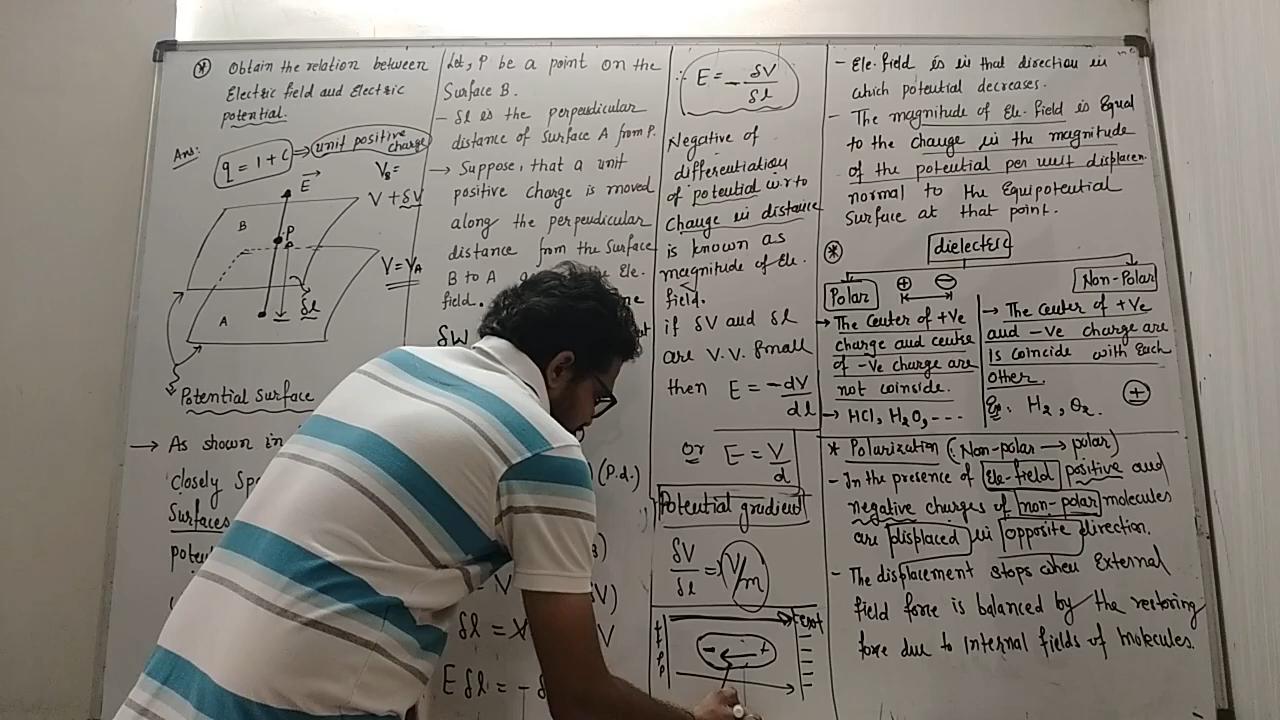 * Obtain the relation between
Electric field and Electric
potential.
Ans:
q = 1 + C → unit positive
charge
V_B =
E
V + δV
B
P
V = V_A
δl
A
Potential Surface
→ As shown in
Closely
Surfaces
Let, P be a point on the
Surface B.
- δl is the perpendicular
distance of Surface A from P.
→ Suppose, that a unit
positive charge is moved
along the perpendicular
distance from the Surface
B to A Ele.
field.
δW
(P.d.)
V)
δl = V
E δl = - δ
∴ E = - δV
δl
Negative of
differentiation
of potential w.r to
Change in distance
is known as
magnitude of Ele.
field.
if δV and δl
are V.V. Small
then E = -dV
dl
or E = V
d
Potential gradient
δV
δl = V/m
- +
Eext
- Ele. field is in that direction in
which potential decreases.
- The magnitude of Ele. field is Equal
to the change in the magnitude
of the potential per unit displacen.
normal to the Equipotential
Surface at that point.
* dielectric
Polar
+ -
Non-Polar
→ The Center of +Ve
charge and center
of -Ve charge are
not coinside.
→ HCl, H2O, ---
→ The Center of +Ve
and -Ve charge are
is coincide with Each
other.
Ex: H2, O2.
+
* Polarization (Non-polar → polar)
- In the presence of Ele-field positive and
negative charges of non-polar molecules
are displaced in opposite direction.
- The displacement stops when External
field force is balanced by the restoring
force due to internal fields of molecules.